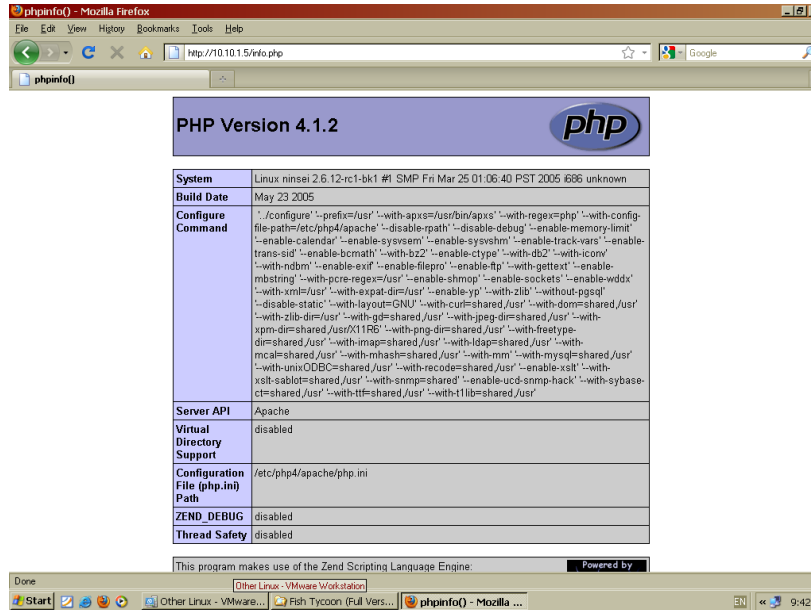 phpinfo() - Mozilla Firefox
File Edit View History Bookmarks Tools Help
http://10.10.1.5/info.php
Google
phpinfo()
PHP Version 4.1.2
php
System Linux ninsei 2.6.12-rc1-bk1 #1 SMP Fri Mar 25 01:06:40 PST 2005 i686 unknown
Build Date May 23 2005
Configure Command
'../configure' '--prefix=/usr' '--with-apxs=/usr/bin/apxs' '--with-regex=php' '--with-config-
file-path=/etc/php4/apache' '--disable-rpath' '--disable-debug' '--enable-memory-limit'
'--enable-calendar' '--enable-sysvsem' '--enable-sysvshm' '--enable-track-vars' '--enable-
trans-sid' '--enable-bcmath' '--with-bz2' '--enable-ctype' '--with-db2' '--with-iconv'
'--with-ndbm' '--enable-exif' '--enable-filepro' '--enable-ftp' '--with-gettext' '--enable-
mbstring' '--with-pcre-regex=/usr' '--enable-shmop' '--enable-sockets' '--enable-wddx'
'--with-xml=/usr' '--with-expat-dir=/usr' '--enable-yp' '--with-zlib' '--without-pgsql'
'--disable-static' '--with-layout=GNU' '--with-curl=shared,/usr' '--with-dom=shared,/usr'
'--with-zlib-dir=/usr' '--with-gd=shared,/usr' '--with-jpeg-dir=shared,/usr' '--with-
xpm-dir=shared,/usr/X11R6' '--with-png-dir=shared,/usr' '--with-freetype-
dir=shared,/usr' '--with-imap=shared,/usr' '--with-ldap=shared,/usr' '--with-
mcal=shared,/usr' '--with-mhash=shared,/usr' '--with-mm' '--with-mysql=shared,/usr'
'--with-unixODBC=shared,/usr' '--with-recode=shared,/usr' '--enable-xslt' '--with-
xslt-sablot=shared,/usr' '--with-snmp=shared' '--enable-ucd-snmp-hack' '--with-sybase-
ct=shared,/usr' '--with-ttf=shared,/usr' '--with-t1lib=shared,/usr'
Server API Apache
Virtual Directory Support disabled
Configuration File (php.ini) Path /etc/php4/apache/php.ini
ZEND_DEBUG disabled
Thread Safety disabled
This program makes use of the Zend Scripting Language Engine:
Powered by
Done
Other Linux - VMware Workstation
Start Other Linux - VMware... Fish Tycoon (Full Vers... phpinfo() - Mozilla ... EN « 9:42